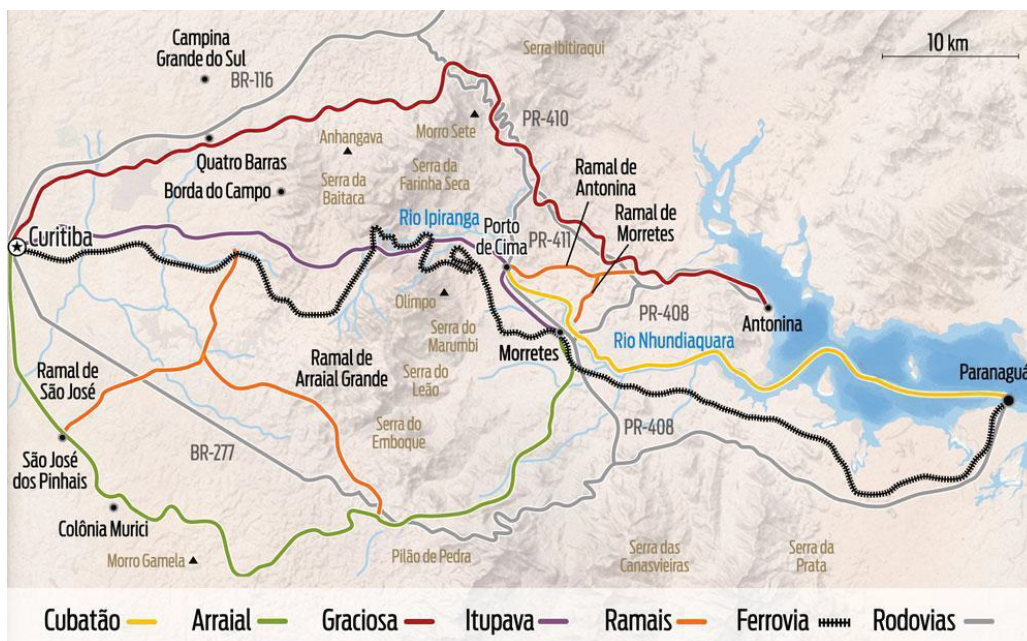 Campina
Grande do Sul
Serra Ibitiraqui
10 km
BR-116
PR-410
Anhangava
Morro Sete
Quatro Barras
Serra da
Baitaca
Serra da
Farinha Seca
Borda do Campo
Ramal de
Antonina
Ramal de
Morretes
Rio Ipiranga
Porto
de Cima
PR-411
Curitiba
Olimpo
PR-408
Antonina
Serra do
Marumbi
Morretes
Rio Nhundiaquara
Ramal de
Arraial Grande
Ramal de
São José
Serra do
Leão
Paranaguá
Serra do
Emboque
PR-408
BR-277
São José
dos Pinhais
Colônia Murici
Morro Gamela
Pilão de Pedra
Serra das
Canasvieiras
Serra da
Prata
Cubatão Arraial Graciosa Itupava Ramais Ferrovia Rodovias